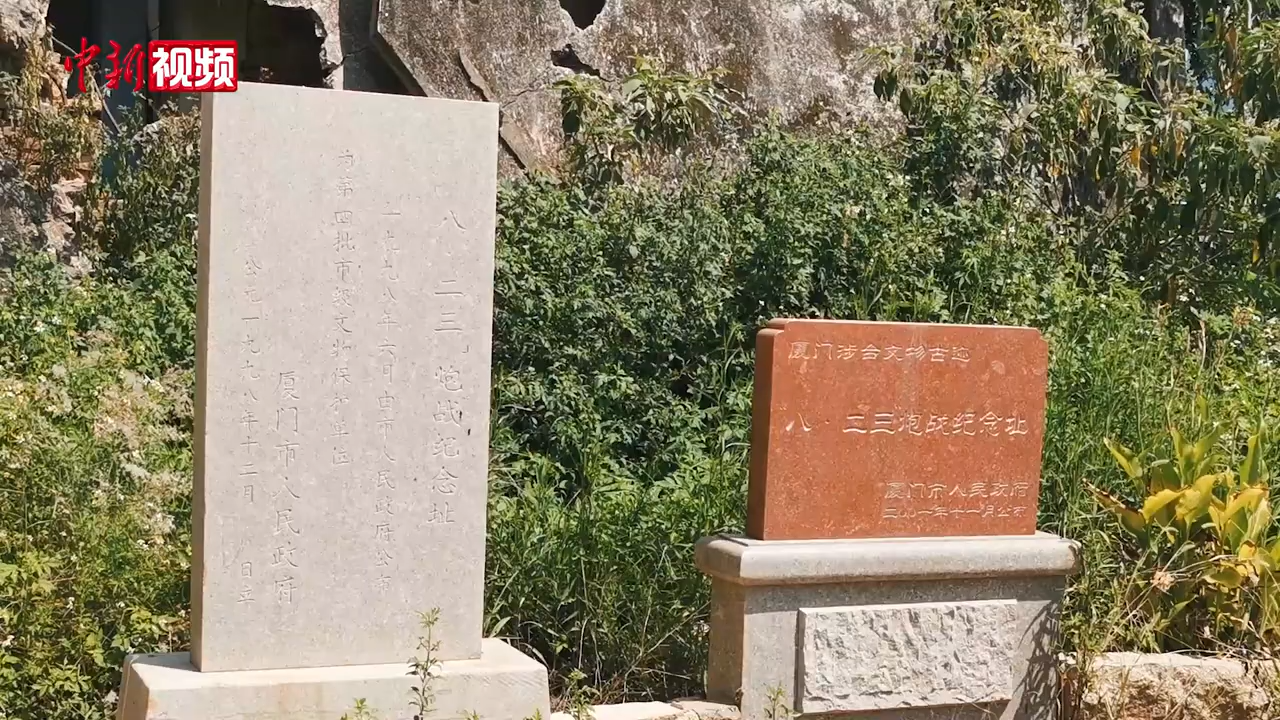 中新视频
八·二三炮战纪念址
一九九八年六月由市人民政府公布
为第四批市级文物保护单位
厦门市人民政府
公元一九九八年十二月 日立
厦门涉台文物古迹
八·二三炮战纪念址
厦门市人民政府
二〇〇一年十一月公布